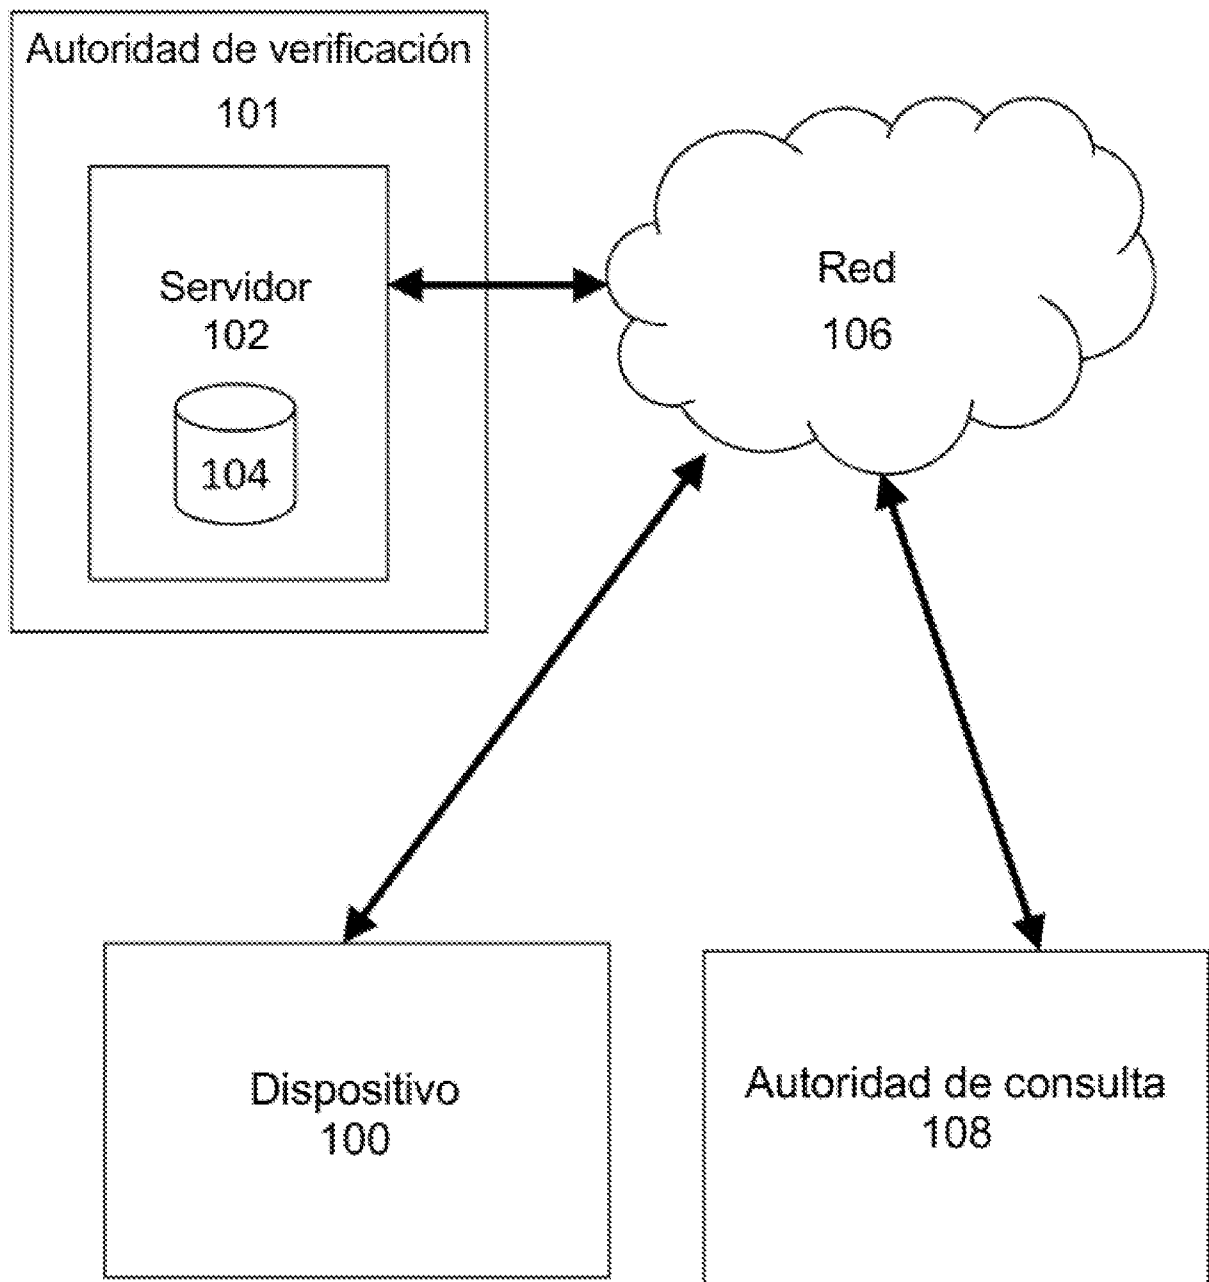 Autoridad de verificación
101
Servidor
102
104
Red
106
Dispositivo
100
Autoridad de consulta
108